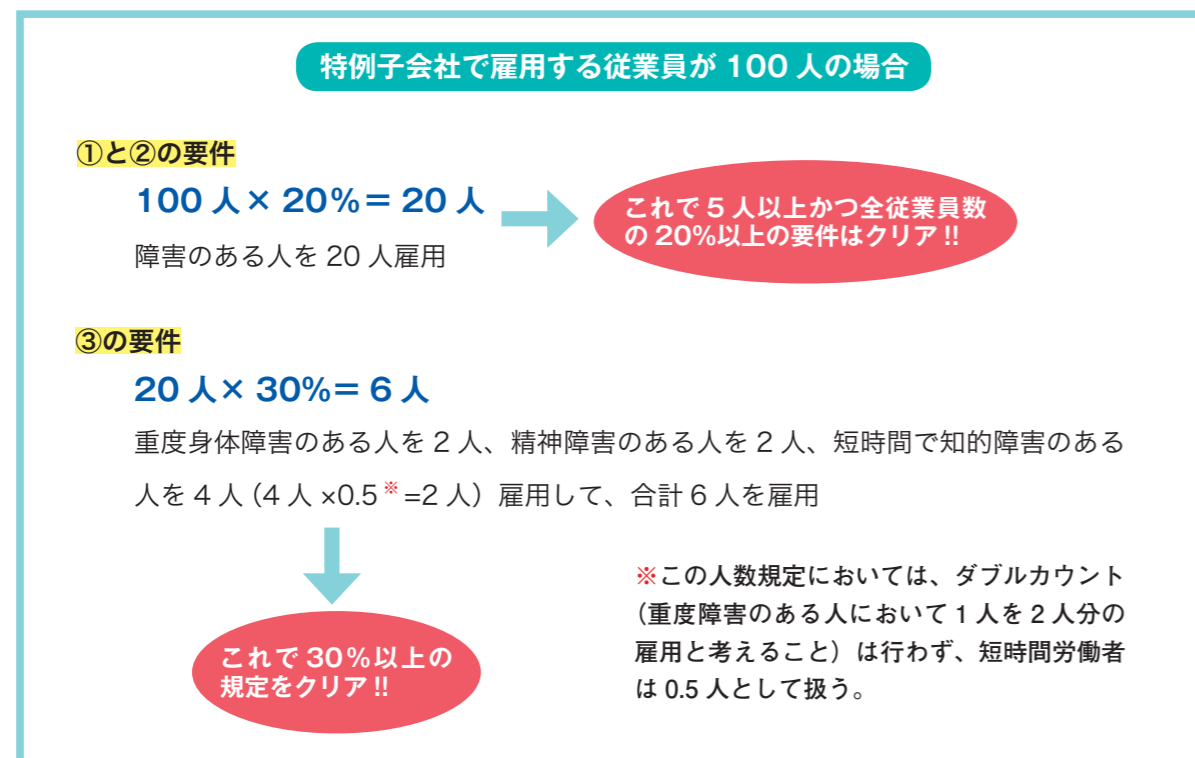 特例子会社で雇用する従業員が 100 人の場合
①と②の要件
100 人× 20%= 20 人
障害のある人を 20 人雇用
これで 5 人以上かつ全従業員数
の 20%以上の要件はクリア !!
③の要件
20 人× 30%= 6 人
重度身体障害のある人を 2 人、精神障害のある人を 2 人、短時間で知的障害のある
人を 4 人(4 人 ×0.5※=2 人)雇用して、合計 6 人を雇用
これで 30%以上の
規定をクリア !!
※この人数規定においては、ダブルカウント
(重度障害のある人において 1 人を 2 人分の
雇用と考えること)は行わず、短時間労働者
は 0.5 人として扱う。